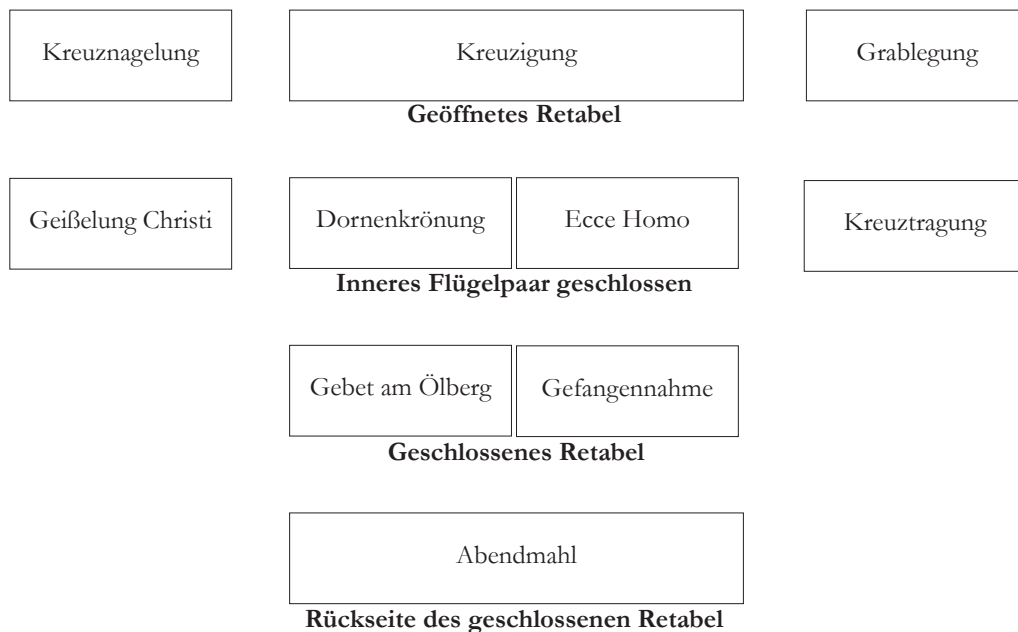 Kreuznagelung Kreuzigung Grablegung
Geöffnetes Retabel
Geißelung Christi Dornenkrönung Ecce Homo Kreuztragung
Inneres Flügelpaar geschlossen
Gebet am Ölberg Gefangennahme
Geschlossenes Retabel
Abendmahl
Rückseite des geschlossenen Retabel